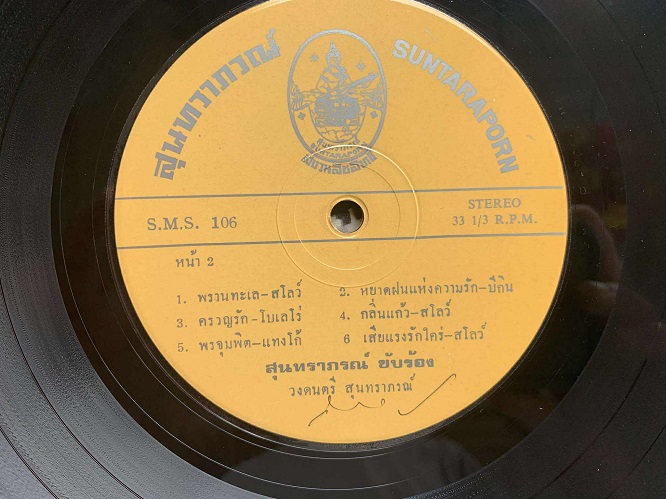 สุนทราภรณ์
SUNTARAPORN
S.M.S. 106
STEREO
33 1/3 R.P.M.
หน้า 2
1. พรานทะเล-สโลว์
2. หยาดฝนแห่งความรัก-บีกิน
3. ครวญรัก-โบเลโร่
4. กลิ่นแก้ว-สโลว์
5. พรจุมพิต-แทงโก้
6 เสียแรงรักใคร่-สโลว์
สุนทราภรณ์ ขับร้อง
วงดนตรี สุนทราภรณ์